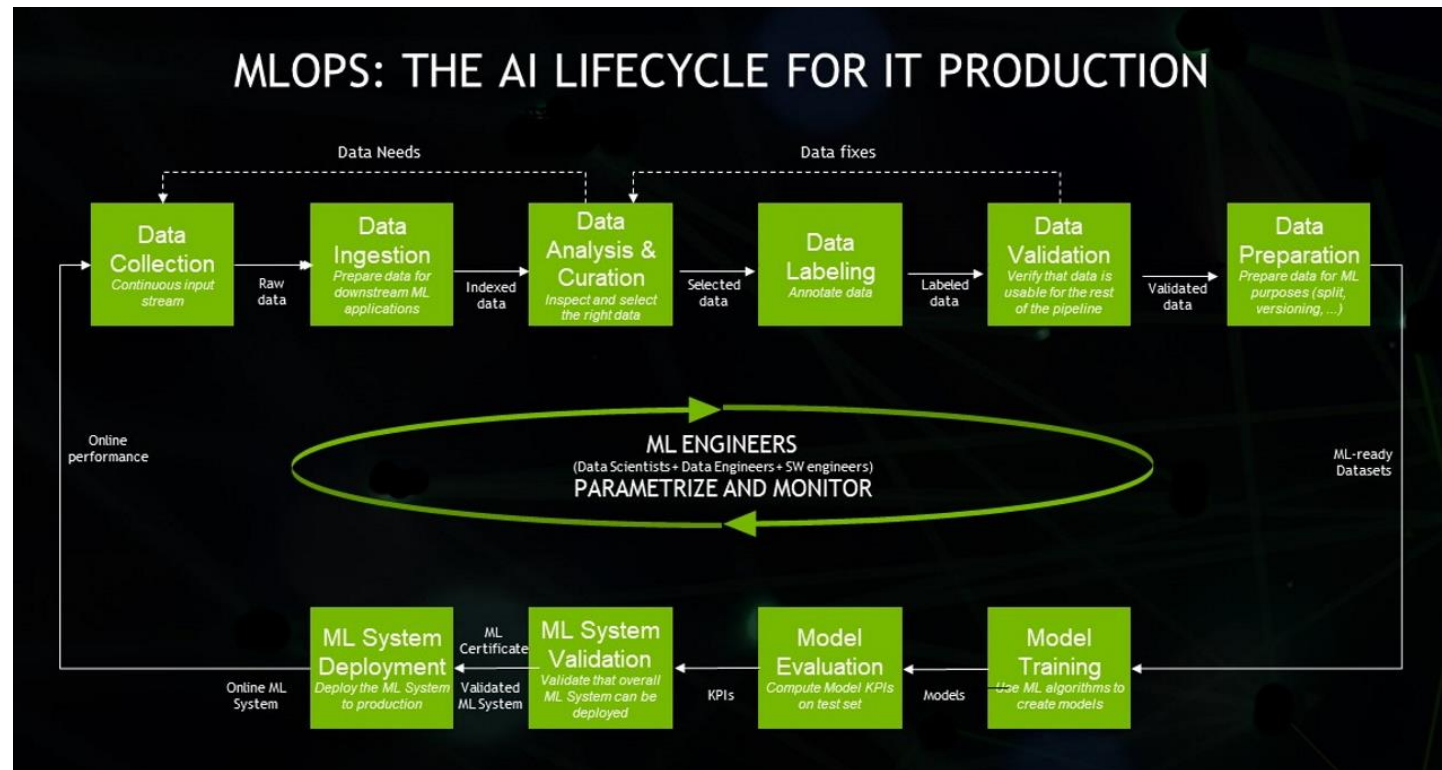 MLOPS: THE AI LIFECYCLE FOR IT PRODUCTION
Data Needs
Data fixes
Data
Collection
Continuous input
stream
Raw
data
Data
Ingestion
Prepare data for
downstream ML
applications
Indexed
data
Data
Analysis &
Curation
Inspect and select
the right data
Selected
data
Data
Labeling
Annotate data
Labeled
data
Data
Validation
Verify that data is
usable for the rest
of the pipeline
Validated
data
Data
Preparation
Prepare data for ML
purposes (split,
versioning, ...)
Online
performance
ML ENGINEERS
(Data Scientists + Data Engineers + SW engineers)
PARAMETRIZE AND MONITOR
ML-ready
Datasets
Online ML
System
ML System
Deployment
Deploy the ML System
to production
ML
Certificate
Validated
ML System
ML System
Validation
Validate that overall
ML System can be
deployed
KPIs
Model
Evaluation
Compute Model KPIs
on test set
Models
Model
Training
Use ML algorithms to
create models